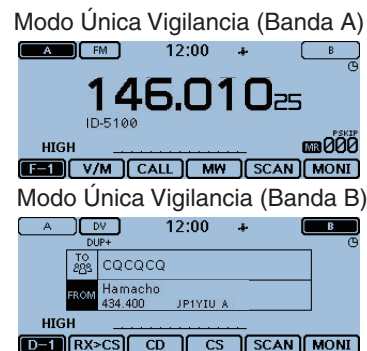 Modo Única Vigilancia (Banda A)
A FM 12:00 B
146.01025
ID-5100
PSKIP
HIGH MR 000
F-1 V/M CALL MW SCAN MONI
Modo Única Vigilancia (Banda B)
A DV 12:00 B
DUP+
TO CQCQCQ
FROM Hamacho
434.400 JP1YIU A
HIGH
D-1 RX>CS CD CS SCAN MONI